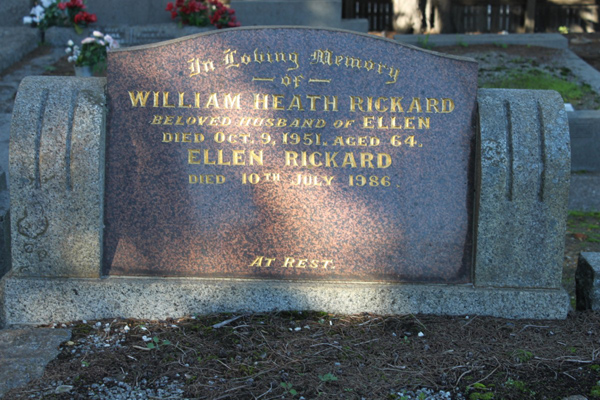 In Loving Memory
of
WILLIAM HEATH RICKARD
BELOVED HUSBAND OF ELLEN
DIED OCT. 9, 1951, AGED 64.
ELLEN RICKARD
DIED 10TH JULY 1986.
AT REST.